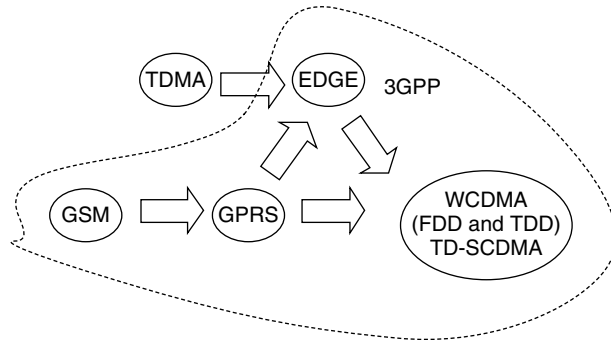 TDMA
EDGE
3GPP
GSM
GPRS
WCDMA
(FDD and TDD)
TD-SCDMA